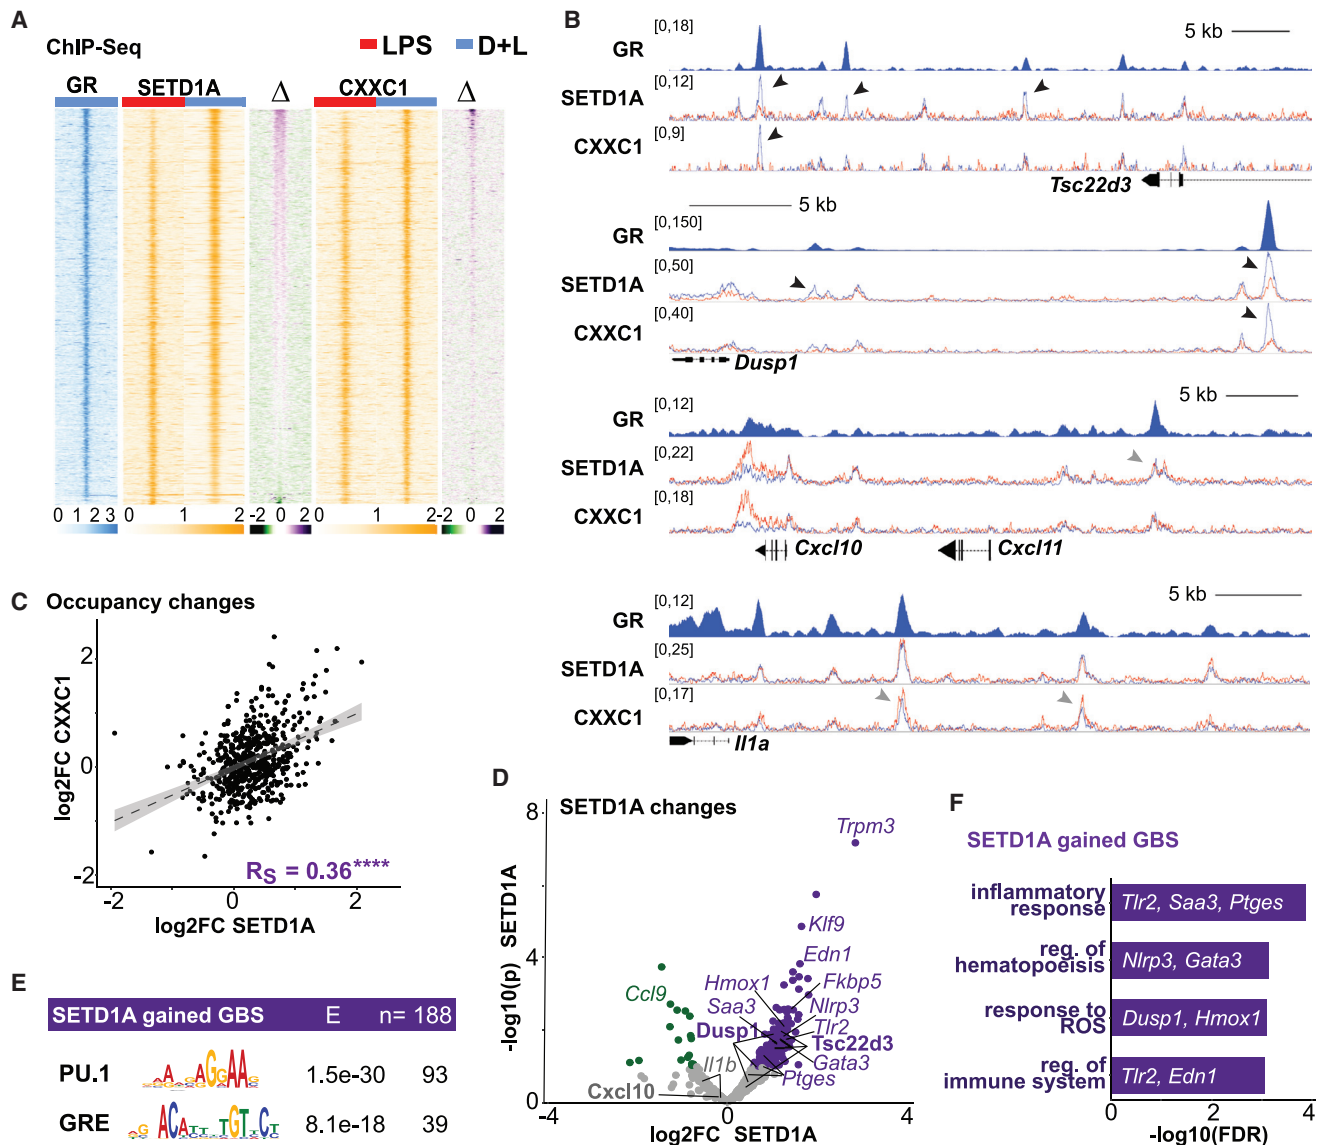 A
ChIP-Seq
LPS D+L
GR SETD1A Δ CXXC1 Δ
0 1 2 3 0 1 2 -2 0 2 0 1 2 -2 0 2
B
[0,18] 5 kb
GR
[0,12]
SETD1A
[0,9]
CXXC1
Tsc22d3
5 kb
[0,150]
GR
[0,50]
SETD1A
[0,40]
CXXC1
Dusp1
5 kb
[0,12]
GR
[0,22]
SETD1A
[0,18]
CXXC1
Cxcl10 Cxcl11
5 kb
[0,12]
GR
[0,25]
SETD1A
[0,17]
CXXC1
Il1a
C Occupancy changes
log2FC CXXC1
2
0
-2
RS = 0.36****
-2 0 2
log2FC SETD1A
D
SETD1A changes
-log10(p) SETD1A
8
4
0
Trpm3
Klf9
Edn1
Hmox1 Fkbp5
Ccl9
Saa3 Nlrp3
Dusp1 Tlr2
Tsc22d3
Il1b Gata3
Ptges
Cxcl10
-4 0 4
log2FC SETD1A
E
SETD1A gained GBS E n= 188
PU.1 1.5e-30 93
GRE 8.1e-18 39
F
SETD1A gained GBS
inflammatory
response
Tlr2, Saa3, Ptges
reg. of
hematopoeisis
Nlrp3, Gata3
response to
ROS
Dusp1, Hmox1
reg. of
immune system
Tlr2, Edn1
0 2 4
-log10(FDR)